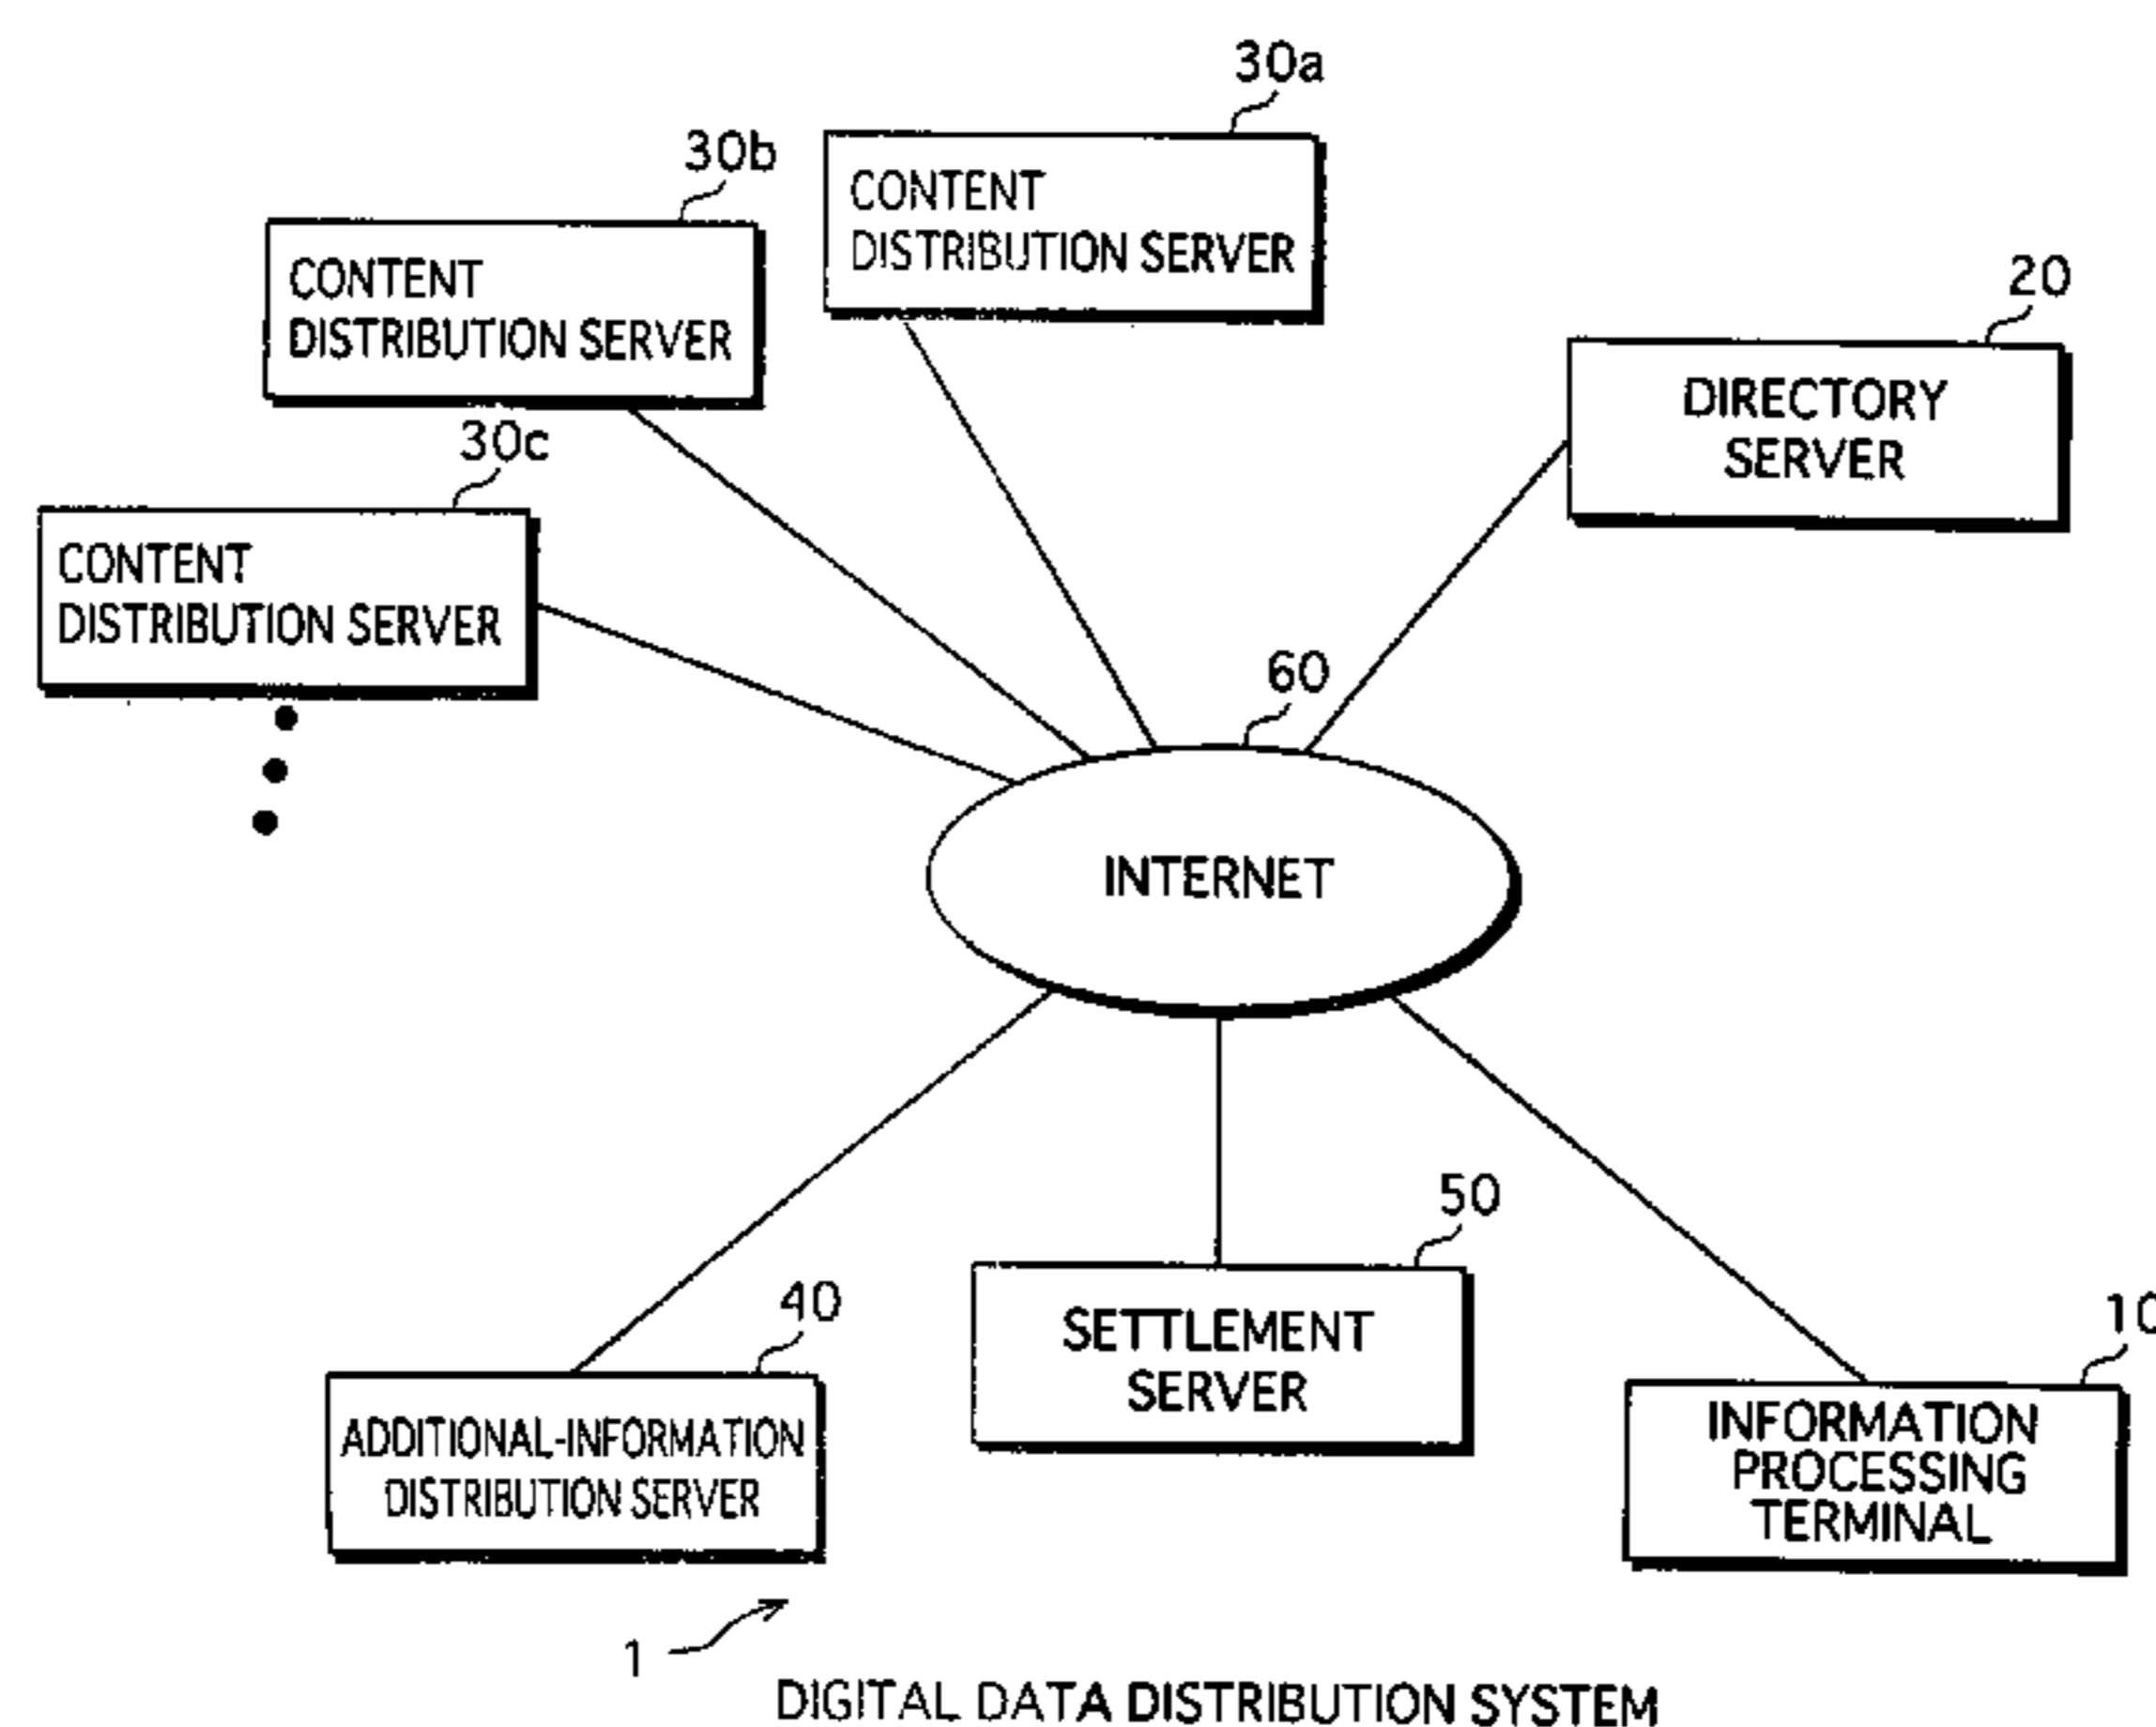 30a
CONTENT
DISTRIBUTION SERVER
30b
CONTENT
DISTRIBUTION SERVER
20
DIRECTORY
SERVER
30c
CONTENT
DISTRIBUTION SERVER
60
INTERNET
50
SETTLEMENT
SERVER
40
ADDITIONAL-INFORMATION
DISTRIBUTION SERVER
10
INFORMATION
PROCESSING
TERMINAL
1
DIGITAL DATA DISTRIBUTION SYSTEM